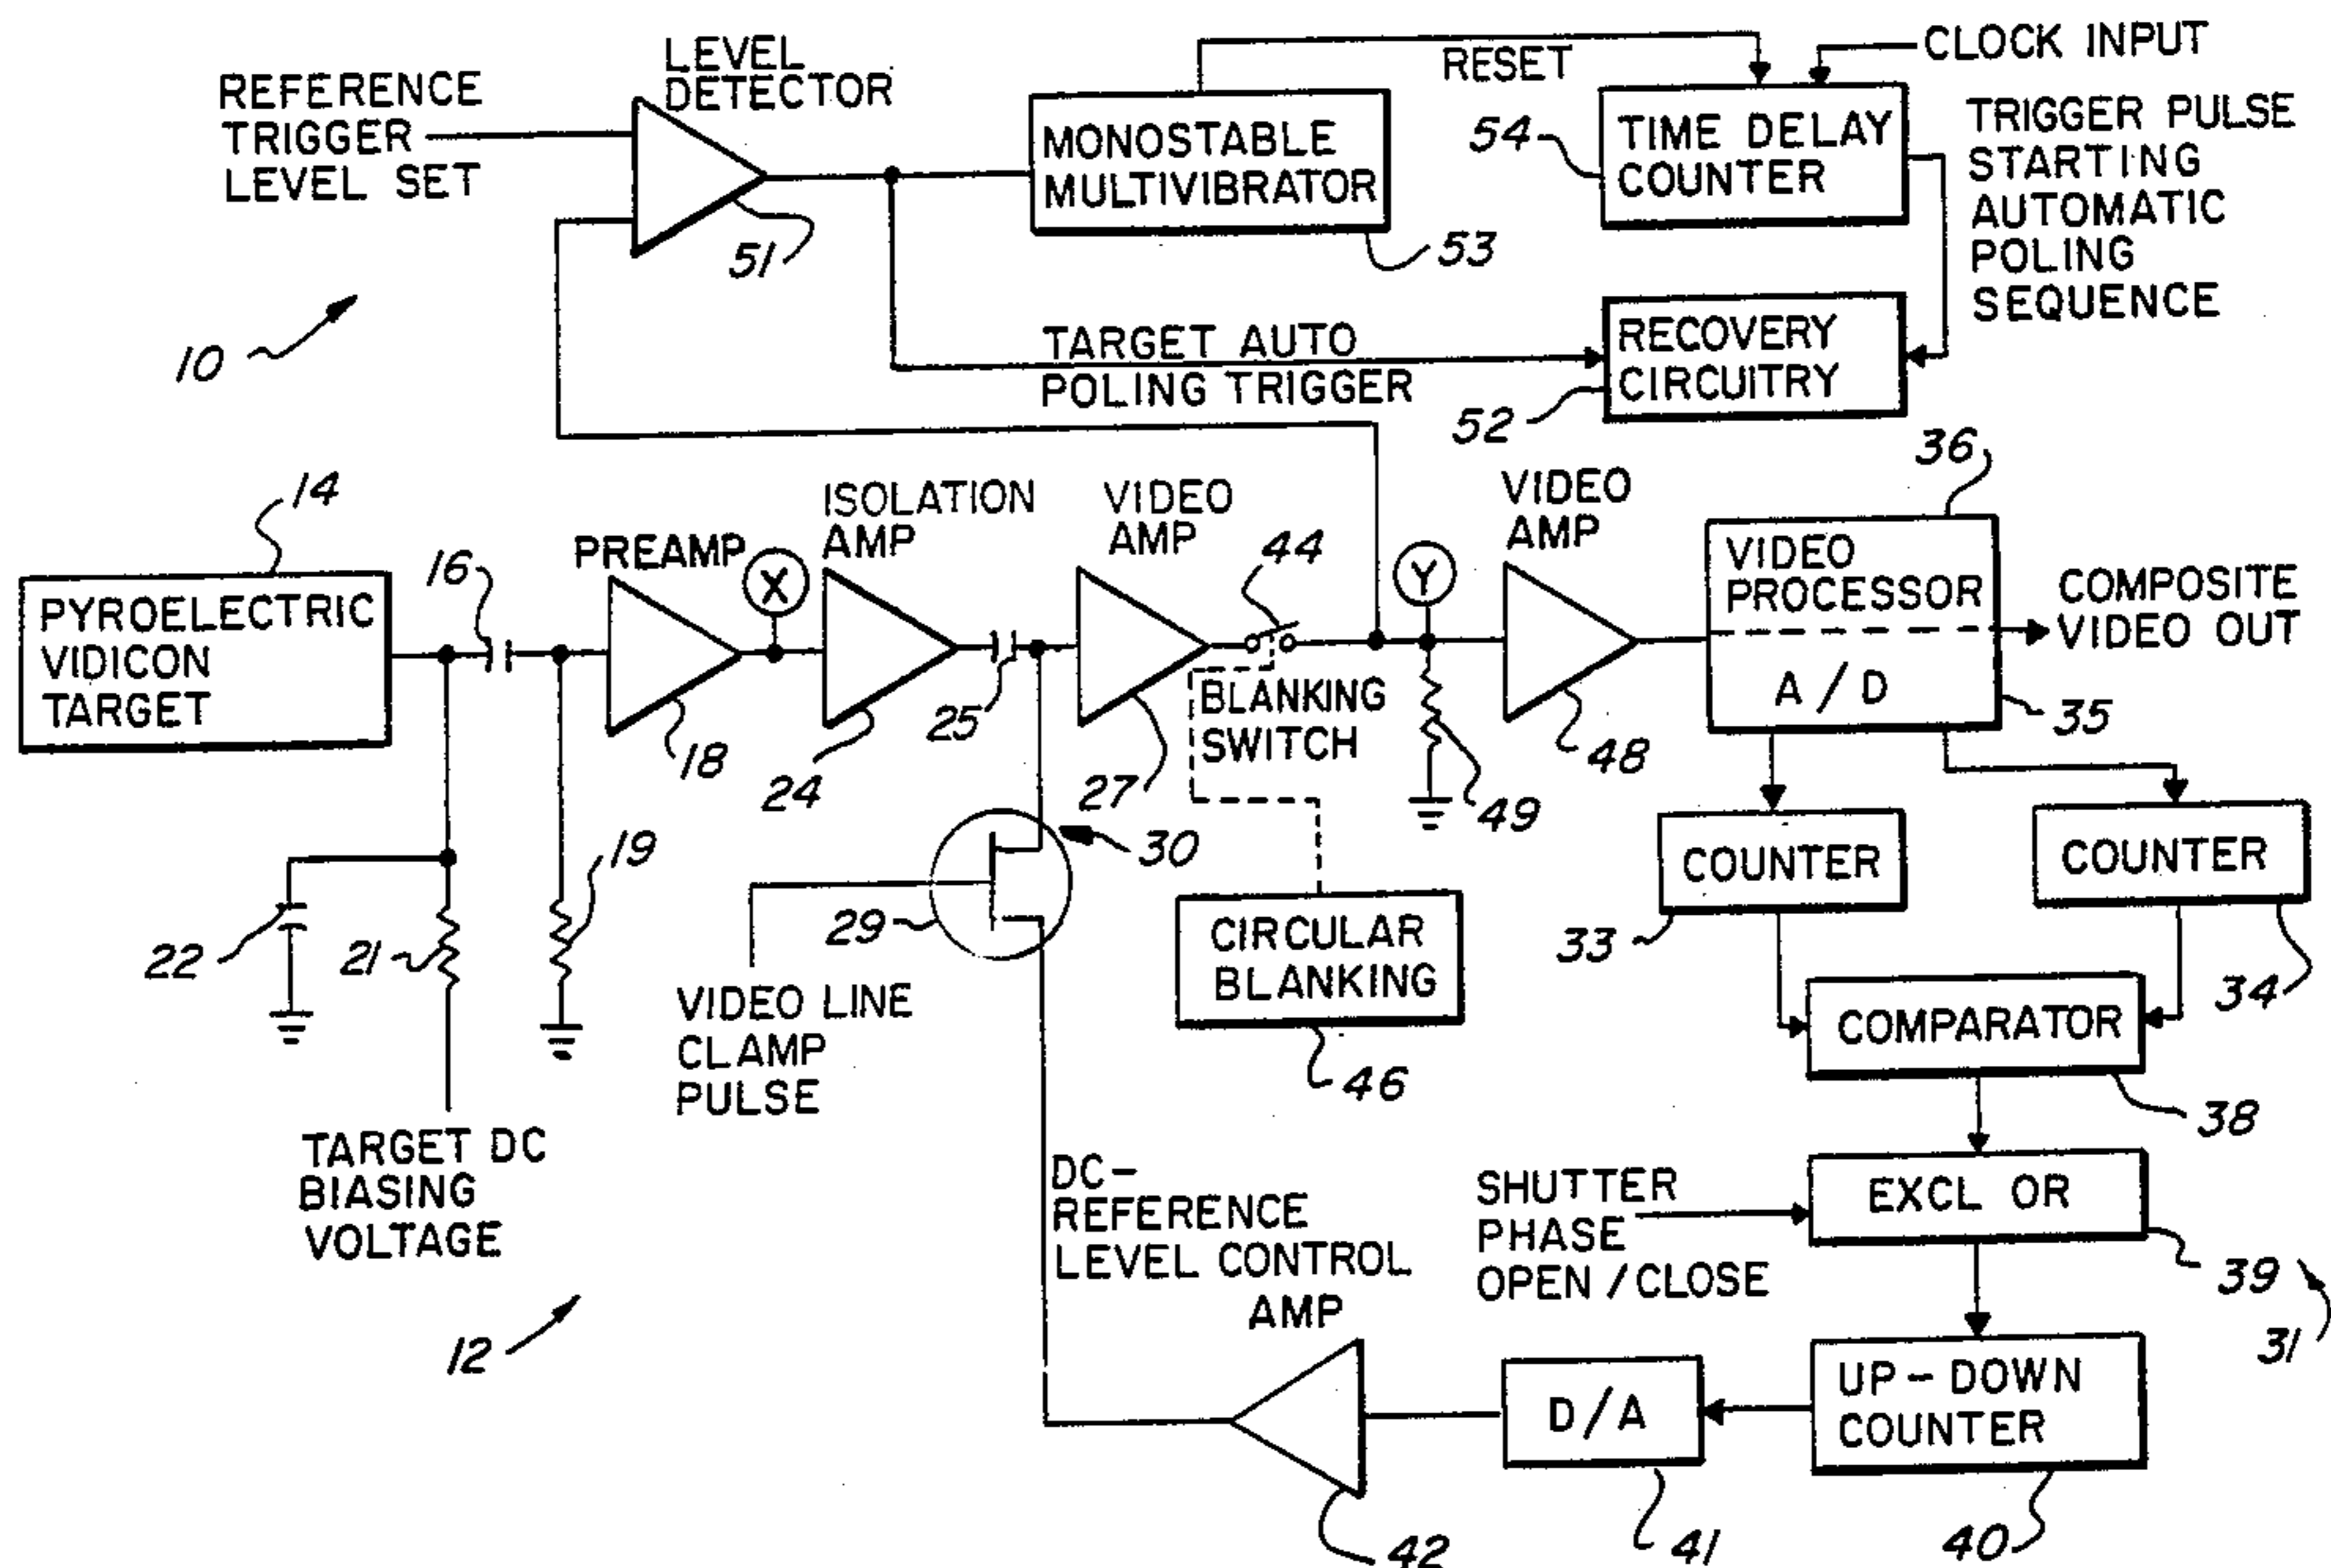 REFERENCE
TRIGGER
LEVEL SET
LEVEL
DETECTOR
51
MONOSTABLE
MULTIVIBRATOR
53
RESET
CLOCK INPUT
54
TIME DELAY
COUNTER
TRIGGER PULSE
STARTING
AUTOMATIC
POLING
SEQUENCE
10
TARGET AUTO
POLING TRIGGER
RECOVERY
CIRCUITRY
52
14
PYROELECTRIC
VIDICON
TARGET
16
PREAMP
18
X
ISOLATION
AMP
24
25
VIDEO
AMP
27
44
BLANKING
SWITCH
Y
49
VIDEO
AMP
48
36
VIDEO
PROCESSOR
A/D
35
COMPOSITE
VIDEO OUT
22
21
19
TARGET DC
BIASING
VOLTAGE
29
30
VIDEO LINE
CLAMP
PULSE
CIRCULAR
BLANKING
46
COUNTER
33
COUNTER
34
COMPARATOR
38
SHUTTER
PHASE
OPEN/CLOSE
EXCL OR
39
31
12
DC-
REFERENCE
LEVEL CONTROL
AMP
42
D/A
41
UP-DOWN
COUNTER
40